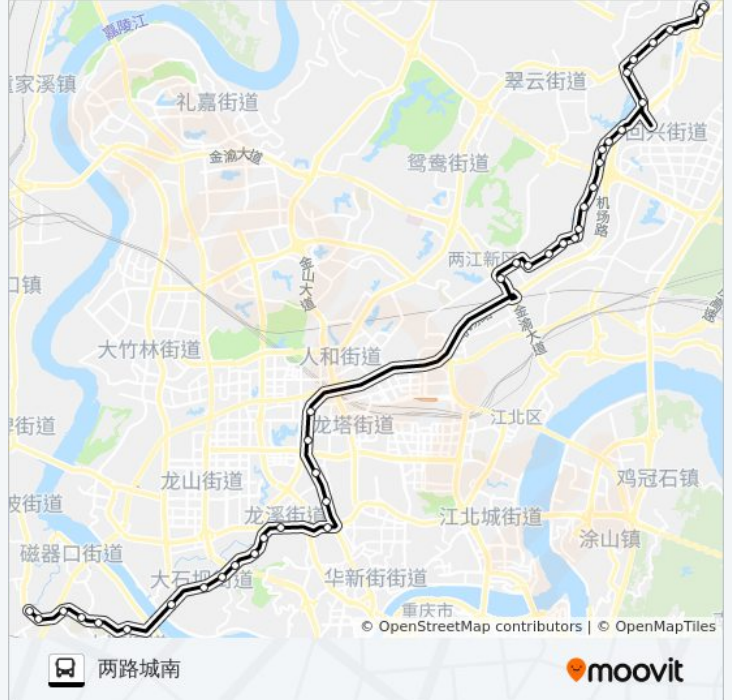 嘉陵江
童家溪镇
礼嘉街道
翠云街道
回兴街道
金渝大道
鸳鸯街道
机场路
两江新区
金山大道
口镇
金渝大道
大竹林街道
人和街道
江北区
龙塔街道
碑街道
龙山街道
鸡冠石镇
坡街道
龙溪街道
江北城街道
涂山镇
磁器口街道
大石坝街道
华新街街道
重庆市
© OpenStreetMap contributors | © OpenMapTiles
两路城南
moovit